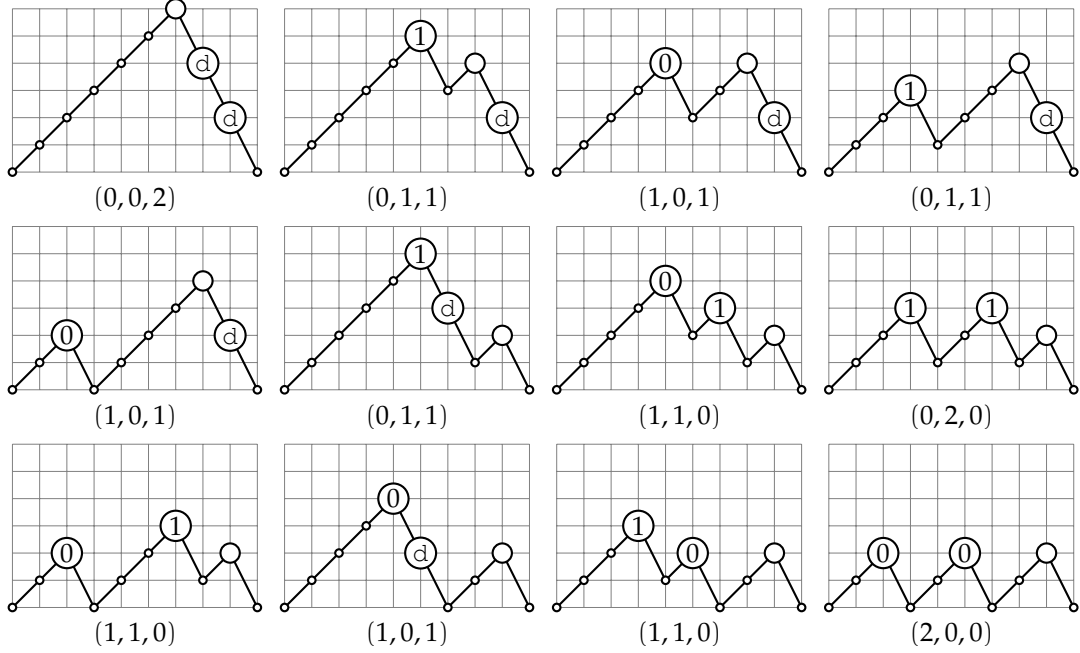 d
d
(0, 0, 2)
1
d
(0, 1, 1)
0
d
(1, 0, 1)
1
d
(0, 1, 1)
0
d
(1, 0, 1)
1
d
(0, 1, 1)
0
1
(1, 1, 0)
1
1
(0, 2, 0)
0
1
(1, 1, 0)
0
d
(1, 0, 1)
1
0
(1, 1, 0)
0
0
(2, 0, 0)